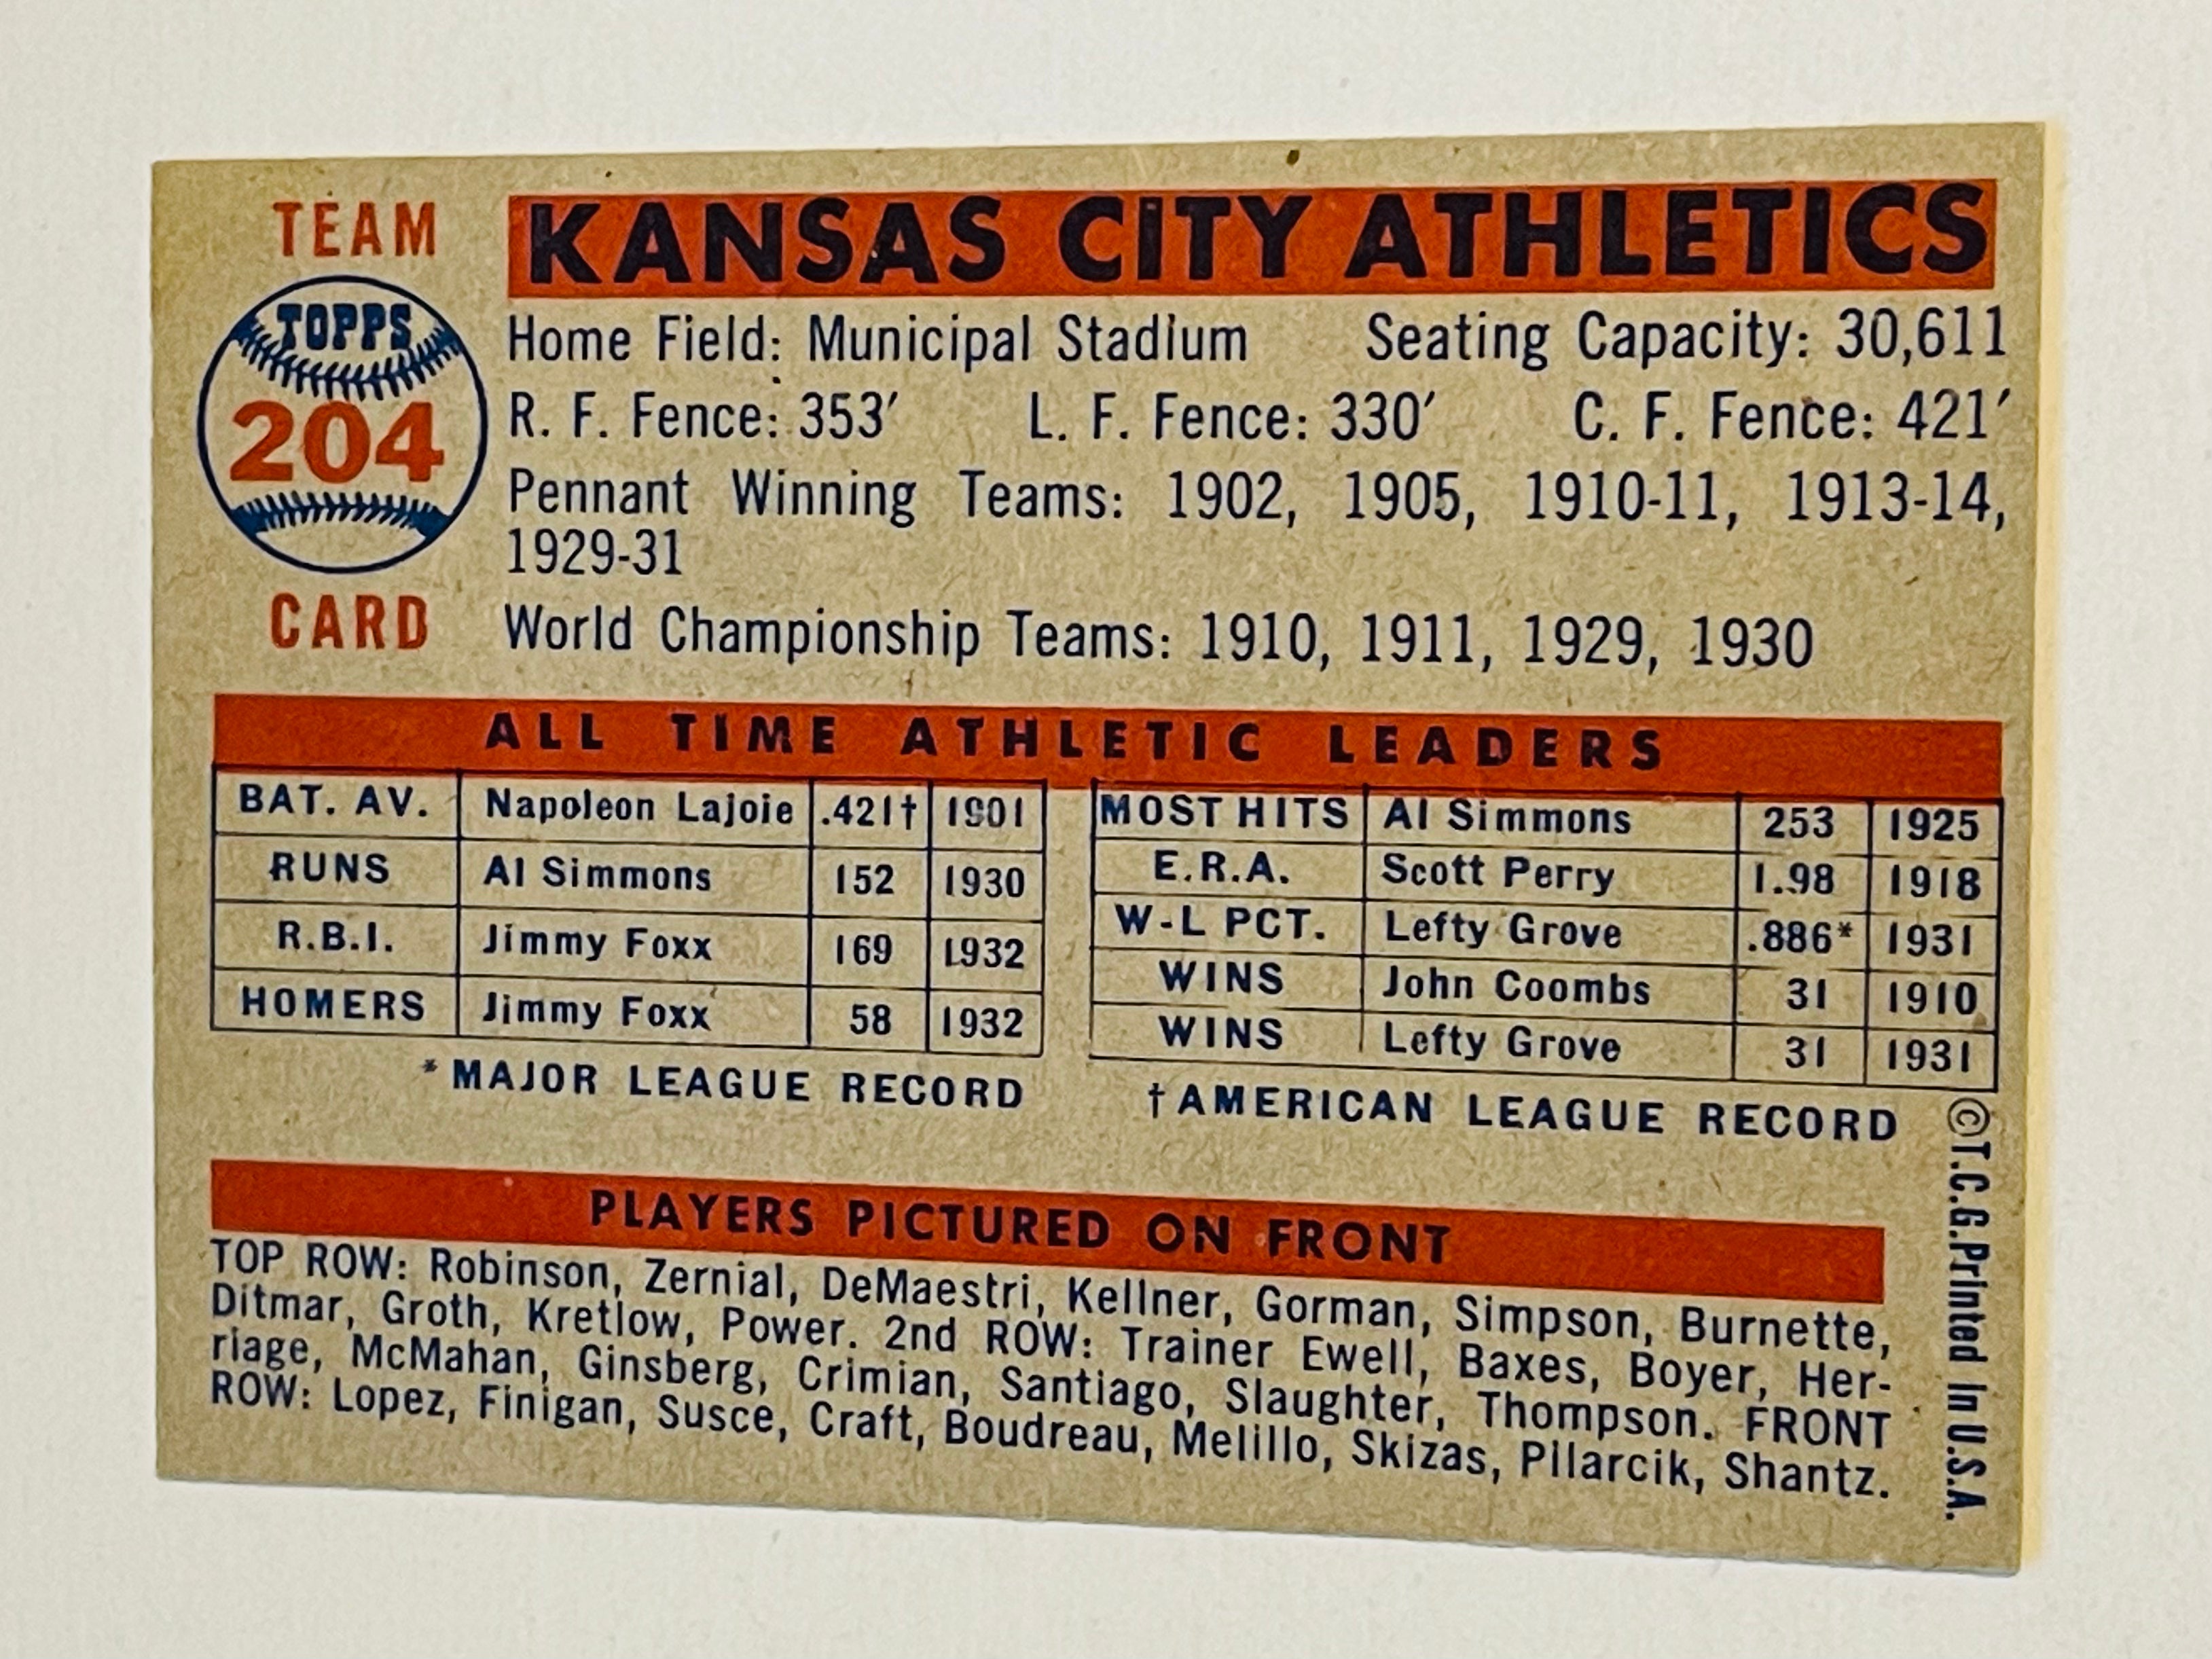 TEAM
TOPPS
204
CARD
KANSAS CITY ATHLETICS
Home Field: Municipal Stadium Seating Capacity: 30,611
R. F. Fence: 353′ L. F. Fence: 330′ C. F. Fence: 421′
Pennant Winning Teams: 1902, 1905, 1910-11, 1913-14,
1929-31
World Championship Teams: 1910, 1911, 1929, 1930
ALL TIME ATHLETIC LEADERS
BAT. AV. Napoleon Lajoie .421† 1901
RUNS Al Simmons 152 1930
R.B.I. Jimmy Foxx 169 1932
HOMERS Jimmy Foxx 58 1932
*MAJOR LEAGUE RECORD
MOST HITS Al Simmons 253 1925
E.R.A. Scott Perry 1.98 1918
W-L PCT. Lefty Grove .886* 1931
WINS John Coombs 31 1910
WINS Lefty Grove 31 1931
†AMERICAN LEAGUE RECORD
PLAYERS PICTURED ON FRONT
TOP ROW: Robinson, Zernial, DeMaestri, Kellner, Gorman, Simpson, Burnette,
Ditmar, Groth, Kretlow, Power. 2nd ROW: Trainer Ewell, Baxes, Boyer, Her-
riage, McMahan, Ginsberg, Crimian, Santiago, Slaughter, Thompson. FRONT
ROW: Lopez, Finigan, Susce, Craft, Boudreau, Melillo, Skizas, Pilarcik, Shantz.
©T.C.G. Printed In U.S.A.